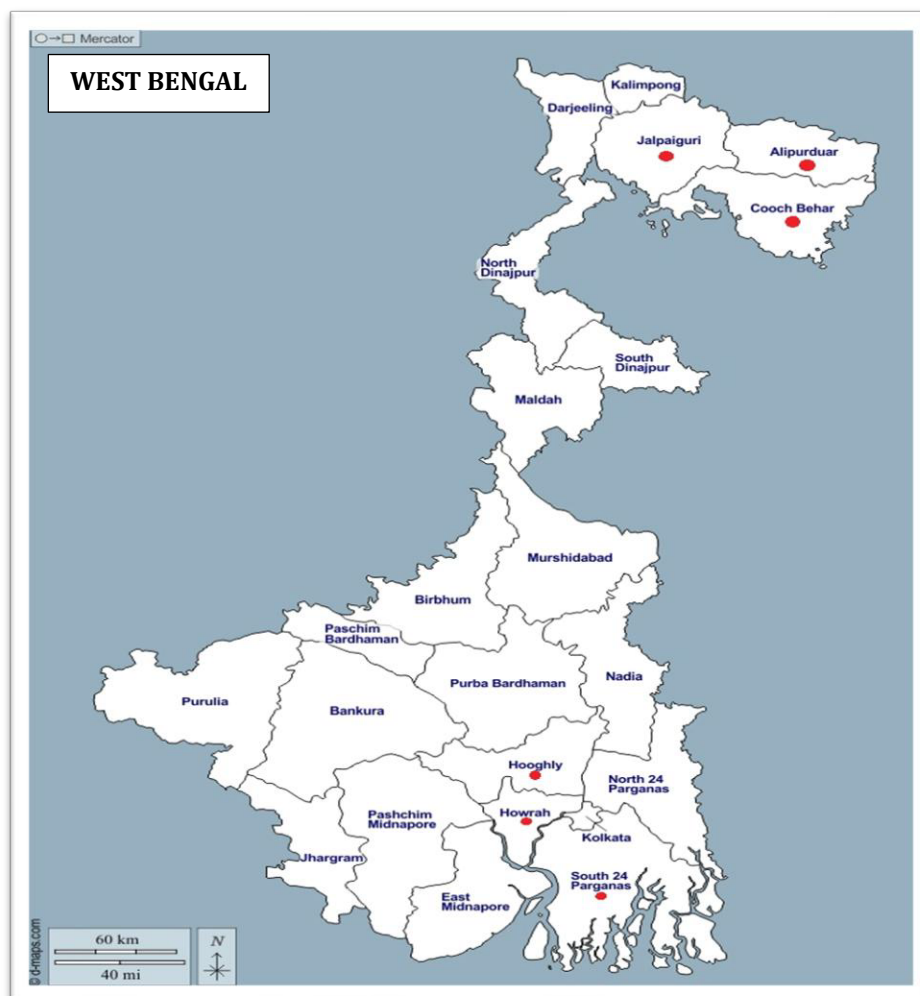 ○→□ Mercator
WEST BENGAL
Kalimpong
Darjeeling
Jalpaiguri
Alipurduar
Cooch Behar
North
Dinajpur
South
Dinajpur
Maldah
Murshidabad
Birbhum
Paschim
Bardhaman
Purba Bardhaman
Nadia
Purulia
Bankura
Hooghly
North 24
Parganas
Howrah
Pashchim
Midnapore
Kolkata
Jhargram
South 24
Parganas
East
Midnapore
60 km
40 mi
N
© d-maps.com